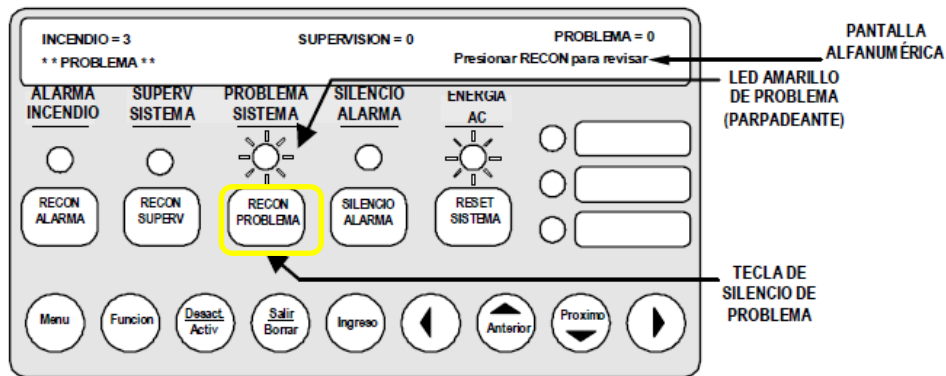 INCENDIO = 3 SUPERVISION = 0 PROBLEMA = 0
* * PROBLEMA * * Presionar RECON para revisar
PANTALLA
ALFANUMÉRICA
LED AMARILLO
DE PROBLEMA
(PARPADEANTE)
ALARMA
INCENDIO
SUPERV
SISTEMA
PROBLEMA
SISTEMA
SILENCIO
ALARMA
ENERGIA
AC
RECON
ALARMA
RECON
SUPERV
RECON
PROBLEMA
SILENCIO
ALARMA
RESET
SISTEMA
TECLA DE
SILENCIO DE
PROBLEMA
Menu
Funcion
Desact.
Activ
Salir
Borrar
Ingreso
Anterior
Proximo